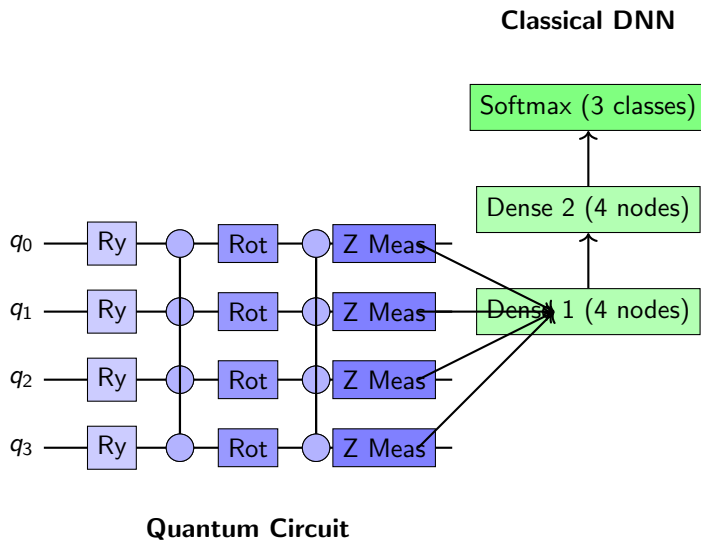 Classical DNN
Softmax (3 classes)
Dense 2 (4 nodes)
q0 Ry Rot Z Meas
q1 Ry Rot Z Meas Dense 1 (4 nodes)
q2 Ry Rot Z Meas
q3 Ry Rot Z Meas
Quantum Circuit